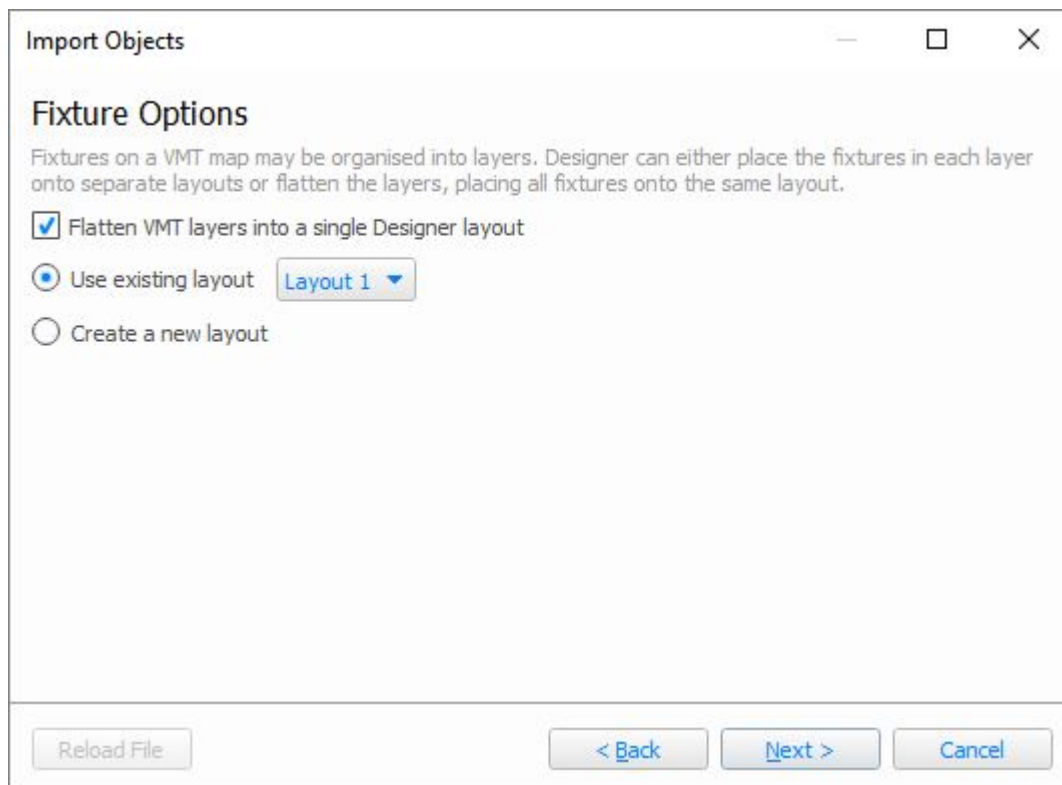 Import Objects
Fixture Options
Fixtures on a VMT map may be organised into layers. Designer can either place the fixtures in each layer
onto separate layouts or flatten the layers, placing all fixtures onto the same layout.
Flatten VMT layers into a single Designer layout
Use existing layout Layout 1
Create a new layout
Reload File < Back Next > Cancel